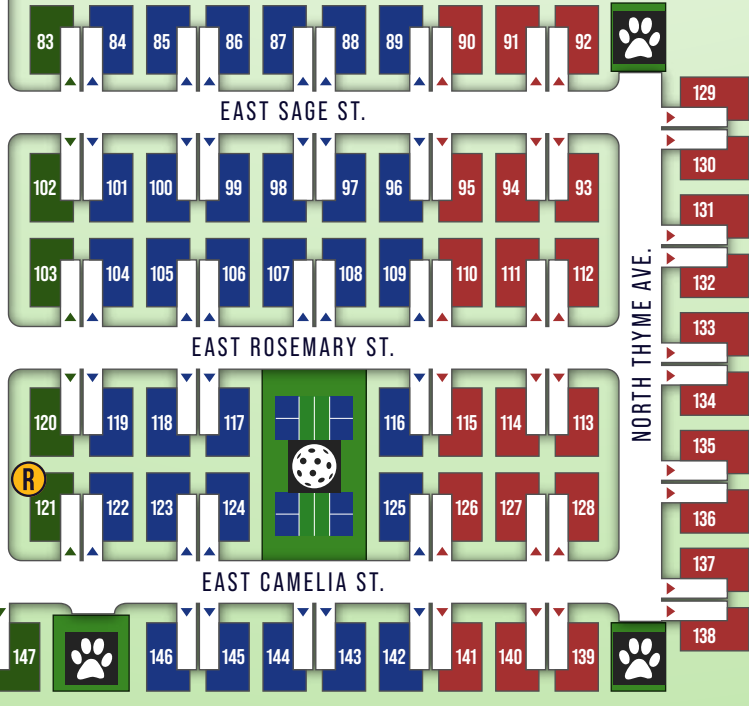 83 84 85 86 87 88 89 90 91 92
EAST SAGE ST.
102 101 100 99 98 97 96 95 94 93
103 104 105 106 107 108 109 110 111 112
EAST ROSEMARY ST.
120 119 118 117 116 115 114 113
R
121 122 123 124 125 126 127 128
EAST CAMELIA ST.
147 146 145 144 143 142 141 140 139
NORTH THYME AVE.
129
130
131
132
133
134
135
136
137
138